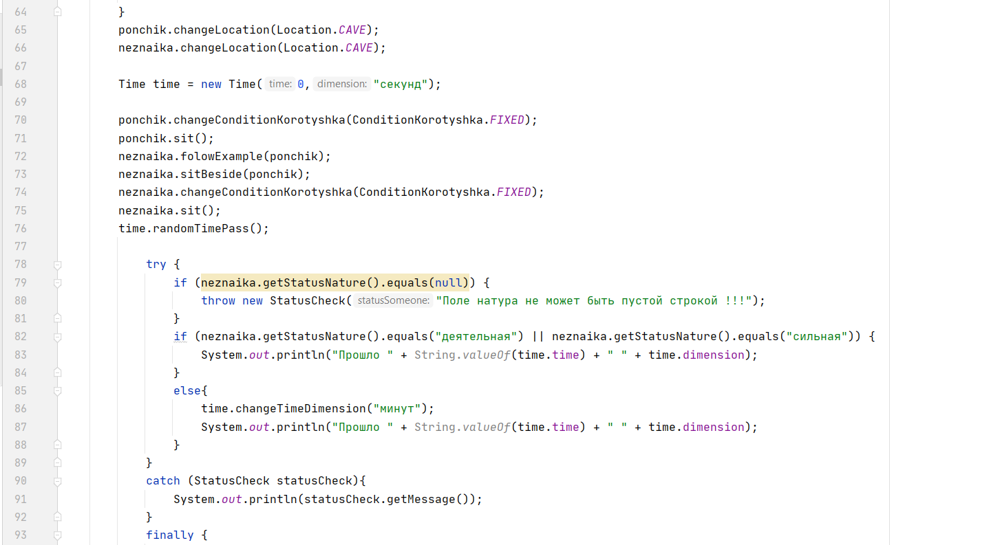 64 }
65 ponchik.changeLocation(Location.CAVE);
66 neznaika.changeLocation(Location.CAVE);
67
68 Time time = new Time( time: 0, dimension: "секунд");
69
70 ponchik.changeConditionKorotyshka(ConditionKorotyshka.FIXED);
71 ponchik.sit();
72 neznaika.folowExample(ponchik);
73 neznaika.sitBeside(ponchik);
74 neznaika.changeConditionKorotyshka(ConditionKorotyshka.FIXED);
75 neznaika.sit();
76 time.randomTimePass();
77
78 try {
79 if (neznaika.getStatusNature().equals(null)) {
80 throw new StatusCheck( statusSomeone: "Поле натура не может быть пустой строкой !!!");
81 }
82 if (neznaika.getStatusNature().equals("деятельная") || neznaika.getStatusNature().equals("сильная")) {
83 System.out.println("Прошло " + String.valueOf(time.time) + " " + time.dimension);
84 }
85 else{
86 time.changeTimeDimension("минут");
87 System.out.println("Прошло " + String.valueOf(time.time) + " " + time.dimension);
88 }
89 }
90 catch (StatusCheck statusCheck){
91 System.out.println(statusCheck.getMessage());
92 }
93 finally {